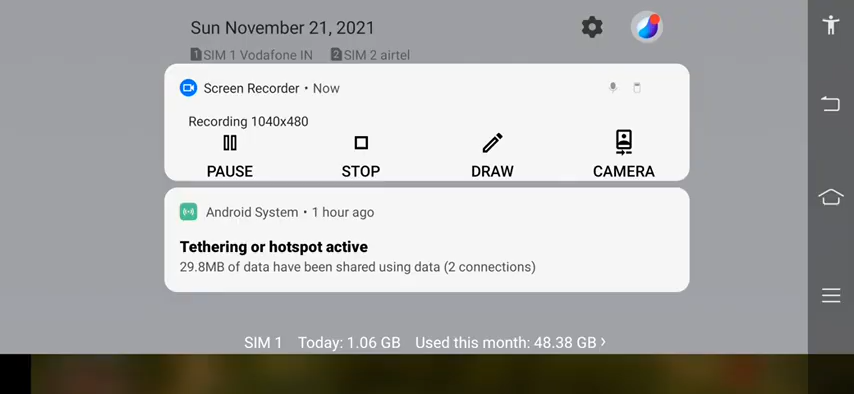 Sun November 21, 2021
1 SIM 1 Vodafone IN 2 SIM 2 airtel
Screen Recorder • Now
Recording 1040x480
PAUSE STOP DRAW CAMERA
Android System • 1 hour ago
Tethering or hotspot active
29.8MB of data have been shared using data (2 connections)
SIM 1 Today: 1.06 GB Used this month: 48.38 GB ›